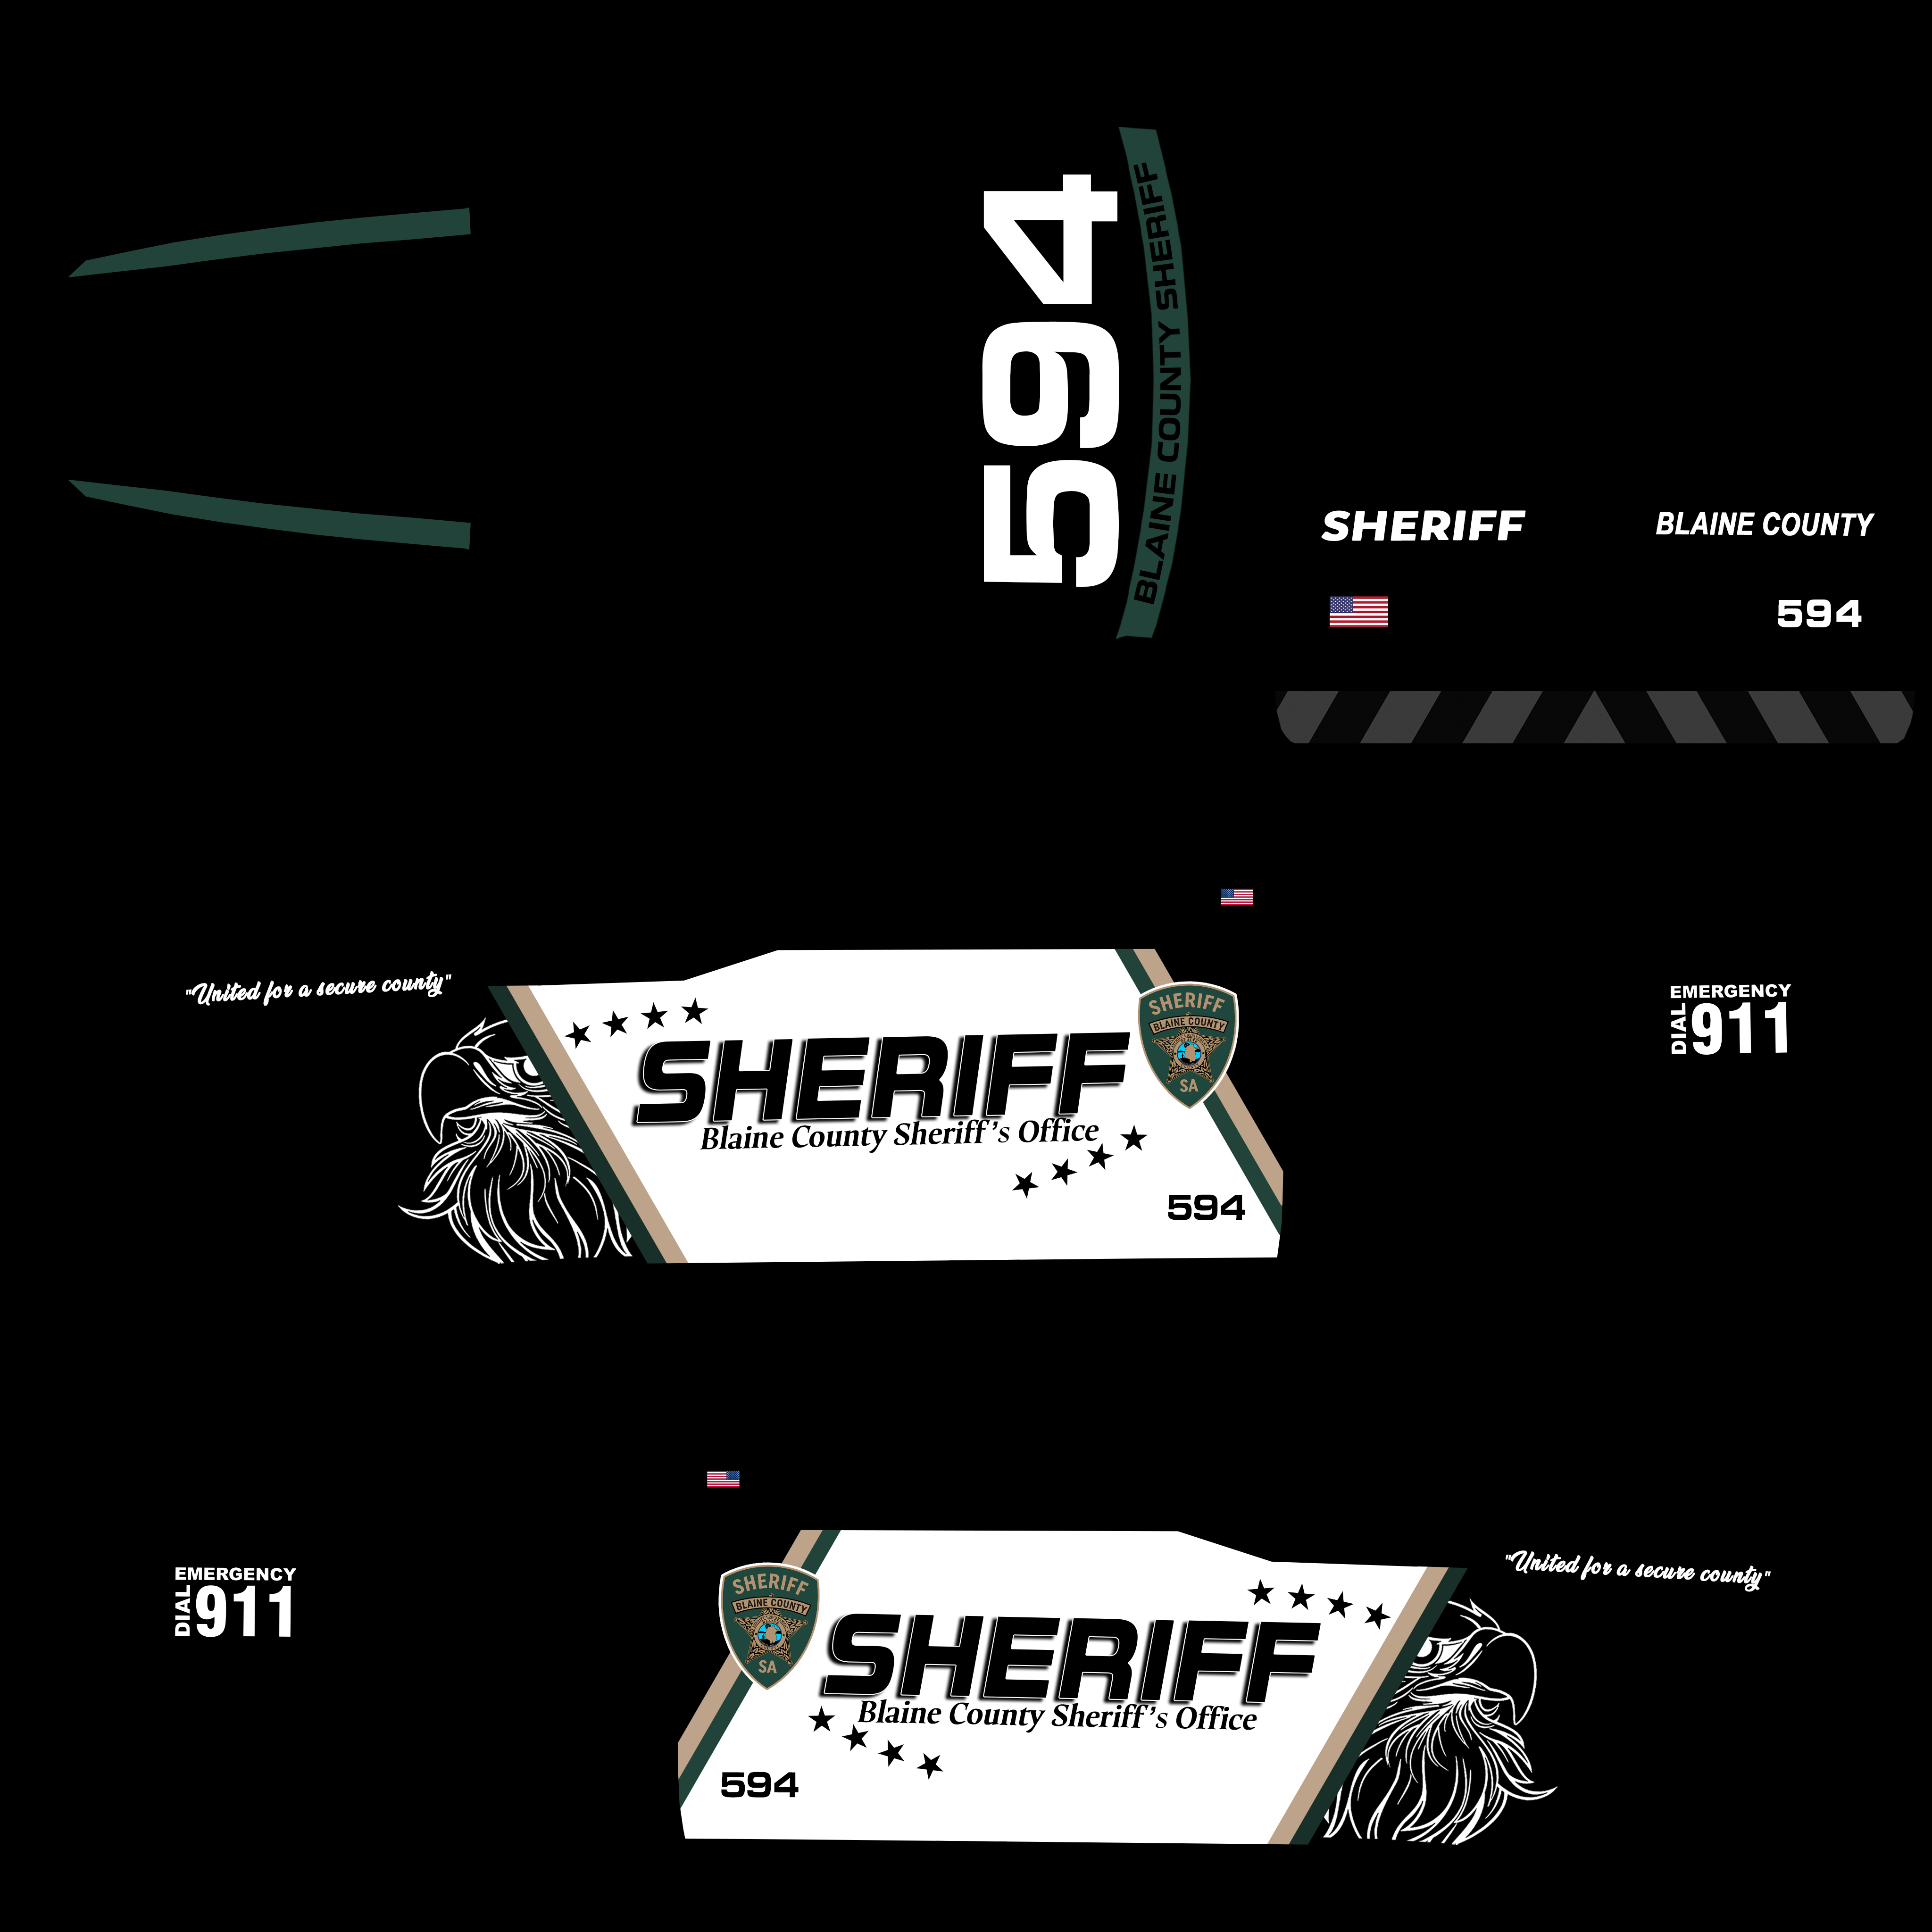 594
BLAINE COUNTY SHERIFF
SHERIFF
BLAINE COUNTY
594
"United for a secure county"
SHERIFF
BLAINE COUNTY
SA
SHERIFF
Blaine County Sheriff's Office
594
EMERGENCY
DIAL
911
EMERGENCY
DIAL
911
SHERIFF
BLAINE COUNTY
SA
SHERIFF
Blaine County Sheriff's Office
594
"United for a secure county"